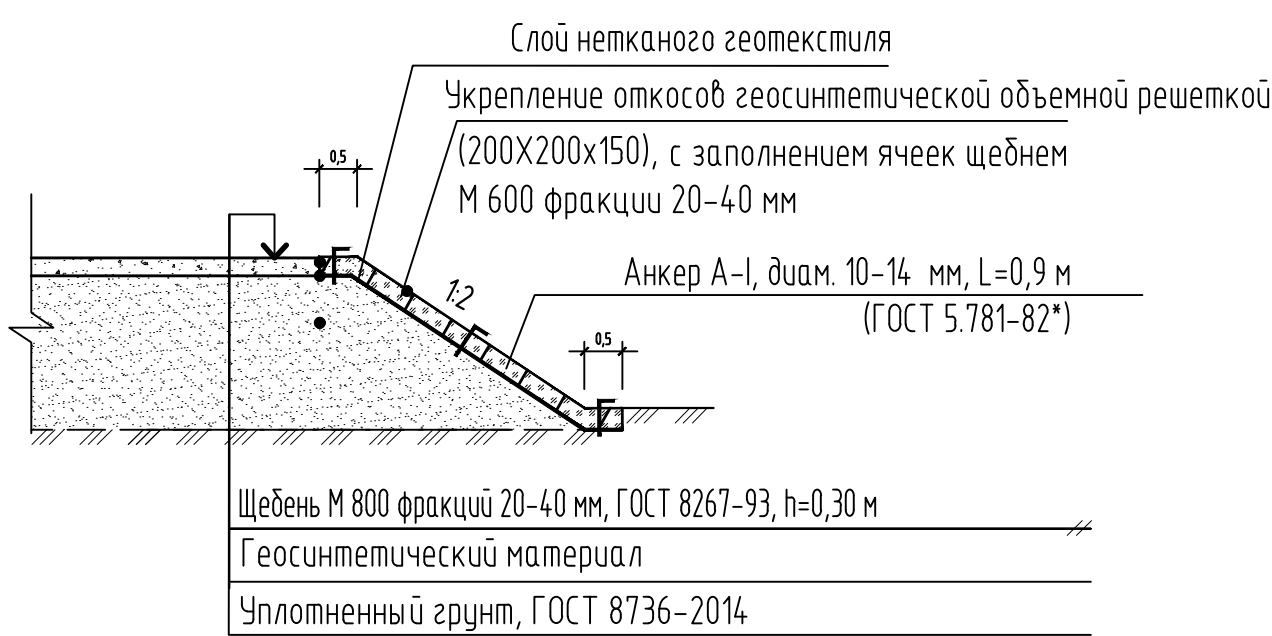 Слой нетканого геотекстиля
Укрепление откосов геосинтетической объемной решеткой
(200X200x150), с заполнением ячеек щебнем
М 600 фракции 20-40 мм
0,5
Анкер А-I, диам. 10-14 мм, L=0,9 м
(ГОСТ 5.781-82*)
1:2
0,5
Щебень М 800 фракций 20-40 мм, ГОСТ 8267-93, h=0,30 м
Геосинтетический материал
Уплотненный грунт, ГОСТ 8736-2014